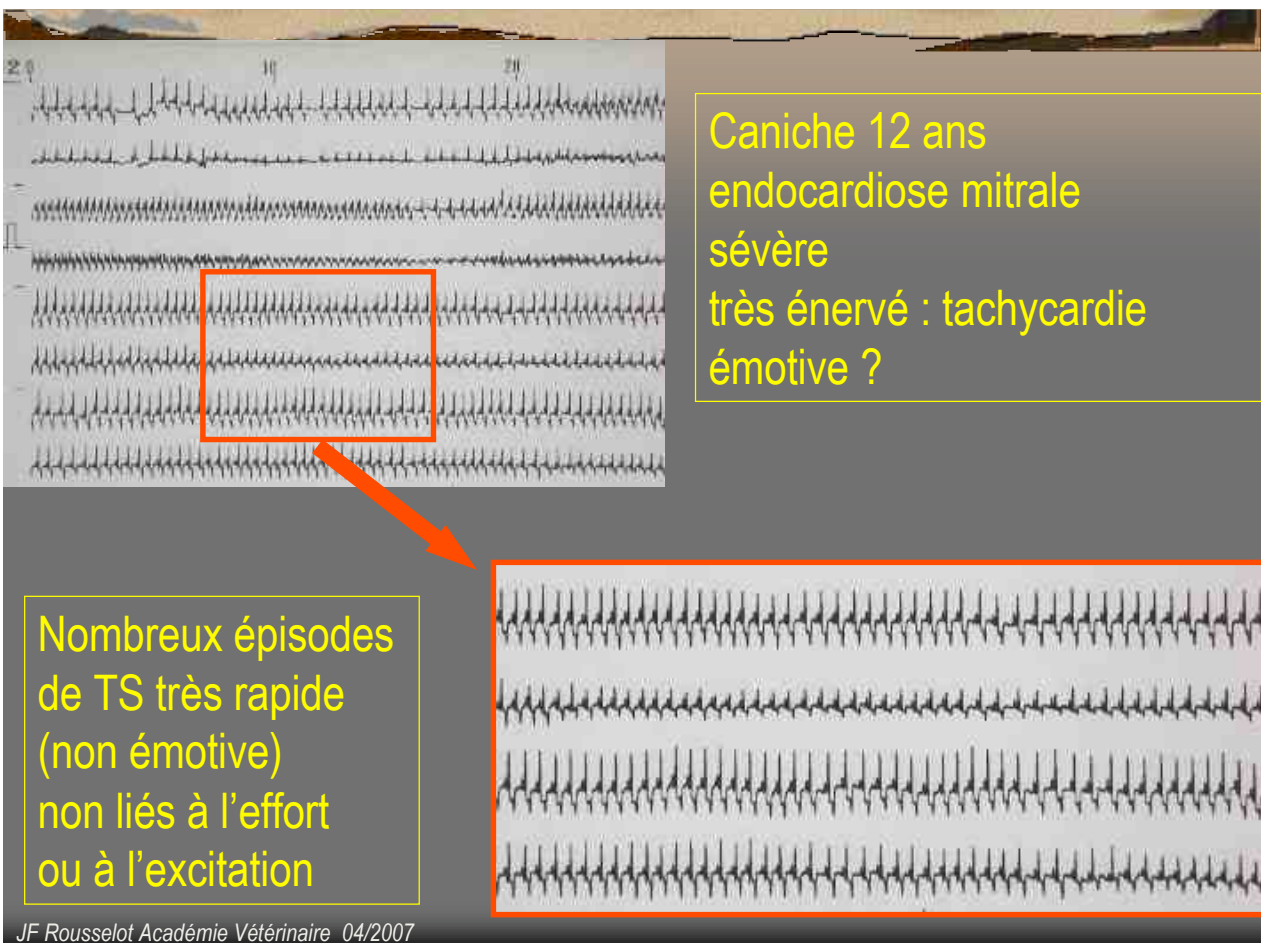 10
20
Caniche 12 ans
endocardiose mitrale
sévère
très énervé : tachycardie
émotive ?
Nombreux épisodes
de TS très rapide
(non émotive)
non liés à l'effort
ou à l'excitation
JF Rousselot Académie Vétérinaire 04/2007